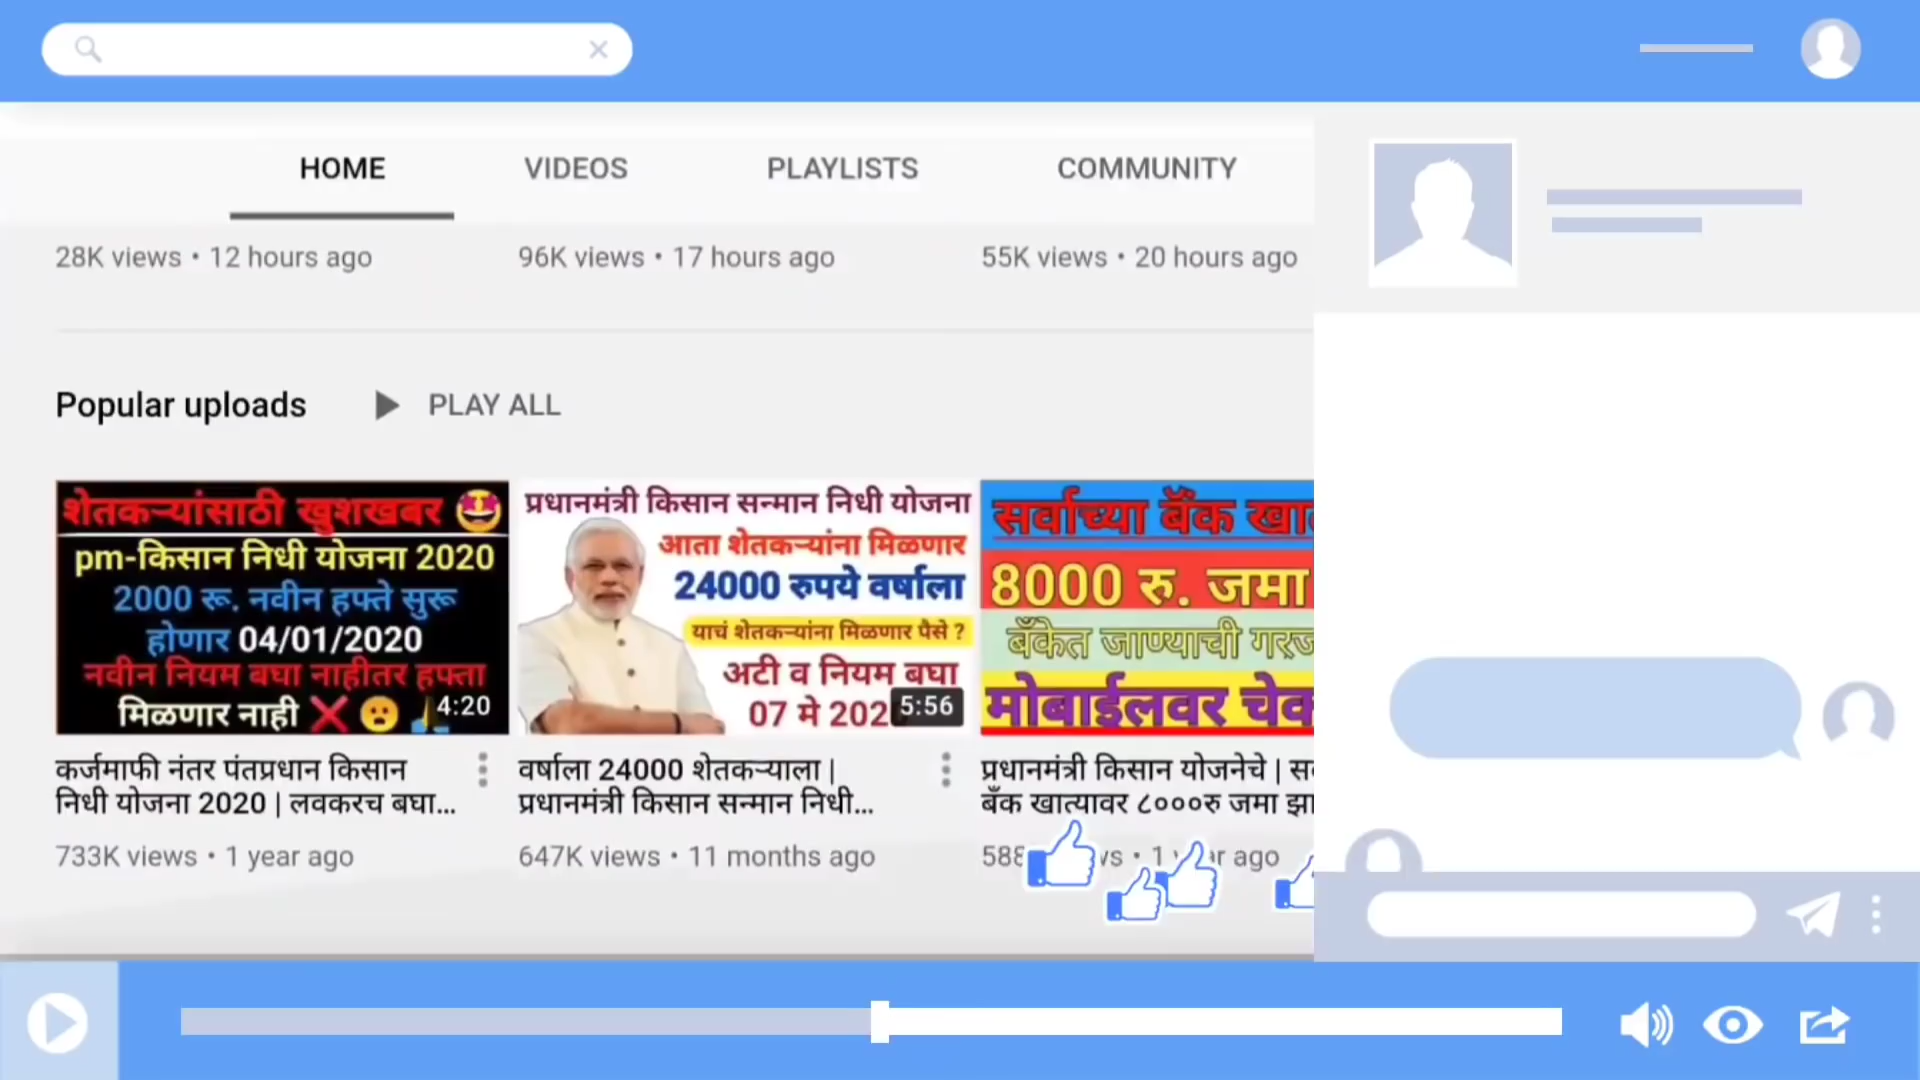 HOME VIDEOS PLAYLISTS COMMUNITY
28K views • 12 hours ago 96K views • 17 hours ago 55K views • 20 hours ago
Popular uploads PLAY ALL
शेतकऱ्यांसाठी खुशखबर
pm-किसान निधी योजना 2020
2000 रू. नवीन हफ्ते सुरू
होणार 04/01/2020
नवीन नियम बघा नाहीतर हफ्ता
मिळणार नाही
4:20
कर्जमाफी नंतर पंतप्रधान किसान
निधी योजना 2020 | लवकरच बघा...
733K views • 1 year ago
प्रधानमंत्री किसान सन्मान निधी योजना
आता शेतकऱ्यांना मिळणार
24000 रुपये वर्षाला
याचं शेतकऱ्यांना मिळणार पैसे ?
अटी व नियम बघा
07 मे 202
5:56
वर्षाला 24000 शेतकऱ्याला |
प्रधानमंत्री किसान सन्मान निधी...
647K views • 11 months ago
सर्वाच्या बॅंक
8000 रु. जमा
बॅंकेत जाण्याची
मोबाईलवर
प्रधानमंत्री किसान योजनेचे |
बँक खात्यावर ८०००रु जमा
ago